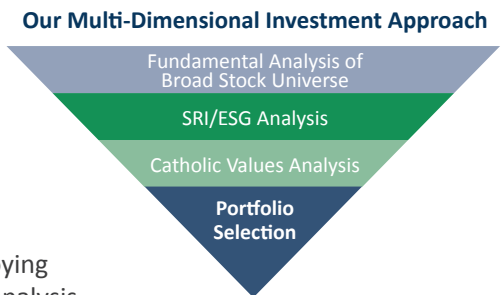 Our Multi-Dimensional Investment Approach
Fundamental Analysis of
Broad Stock Universe
SRI/ESG Analysis
Catholic Values Analysis
Portfolio
Selection